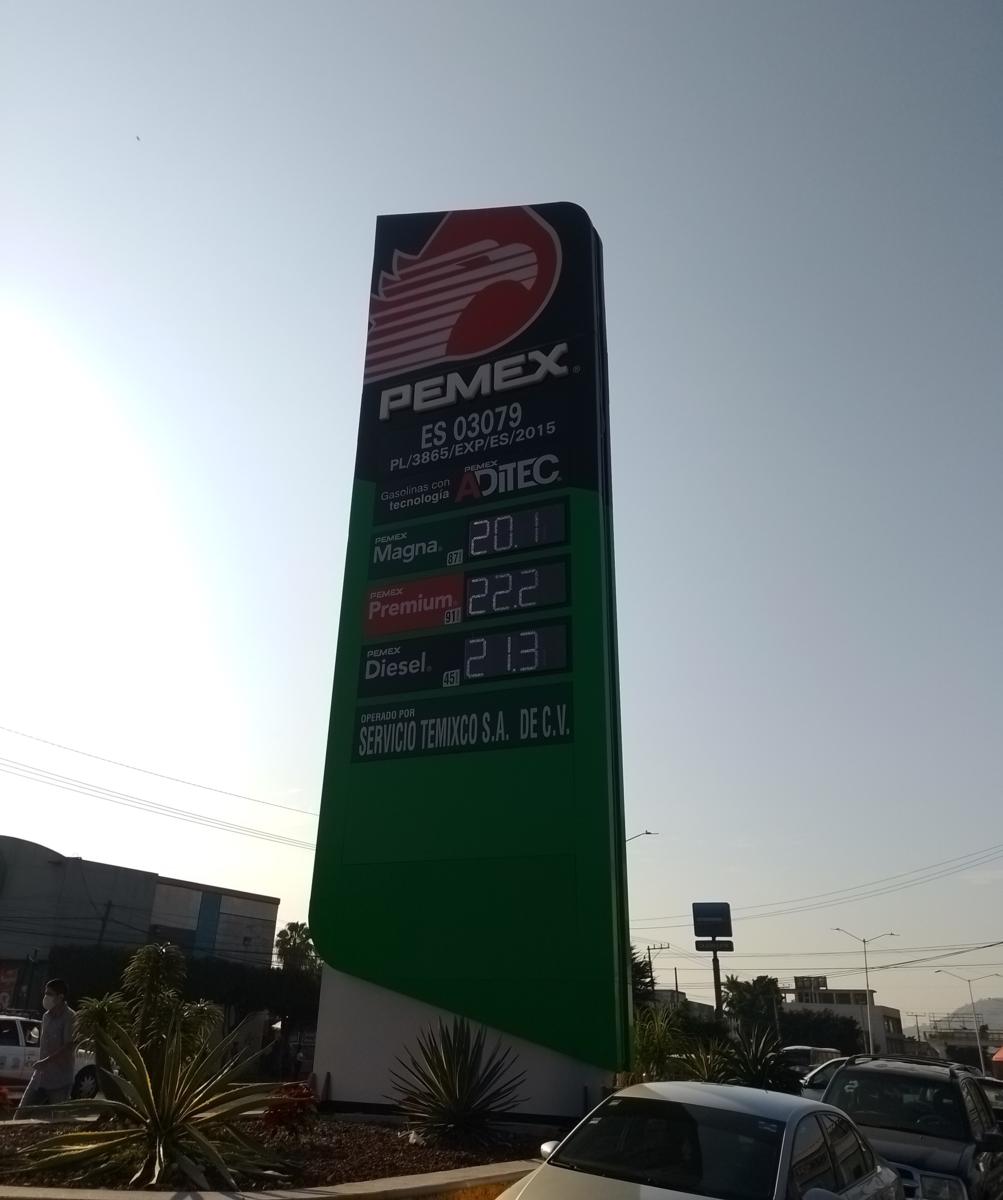 PEMEX®
ES 03079
PL/3865/EXP/ES/2015
Gasolinas con
tecnología
PEMEX
ADITEC®
PEMEX
Magna® 87 20.1
PEMEX
Premium® 91 22.2
PEMEX
Diesel® 45 21.3
OPERADO POR
SERVICIO TEMIXCO S.A. DE C.V.